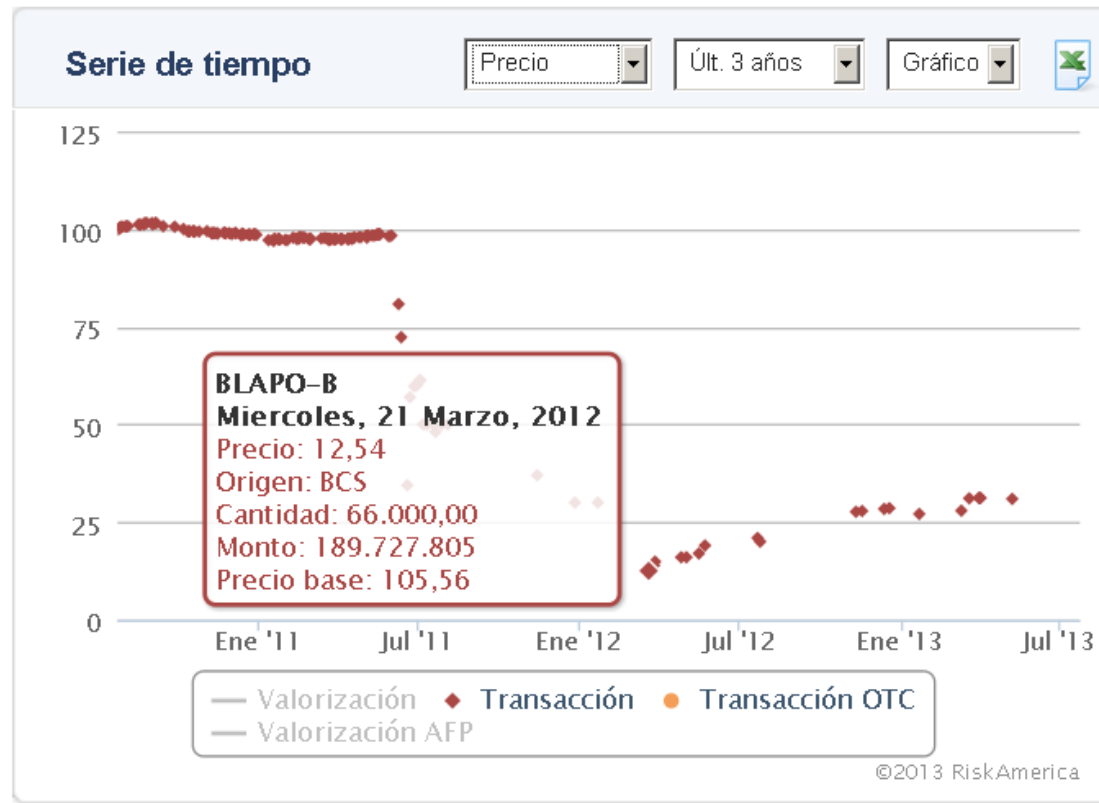 Serie de tiempo Precio Últ. 3 años Gráfico
125
100
75
50
25
0
BLAPO-B
Miercoles, 21 Marzo, 2012
Precio: 12,54
Origen: BCS
Cantidad: 66.000,00
Monto: 189.727.805
Precio base: 105,56
Ene '11 Jul '11 Ene '12 Jul '12 Ene '13 Jul '13
Valorización Transacción Transacción OTC
Valorización AFP
©2013 RiskAmerica